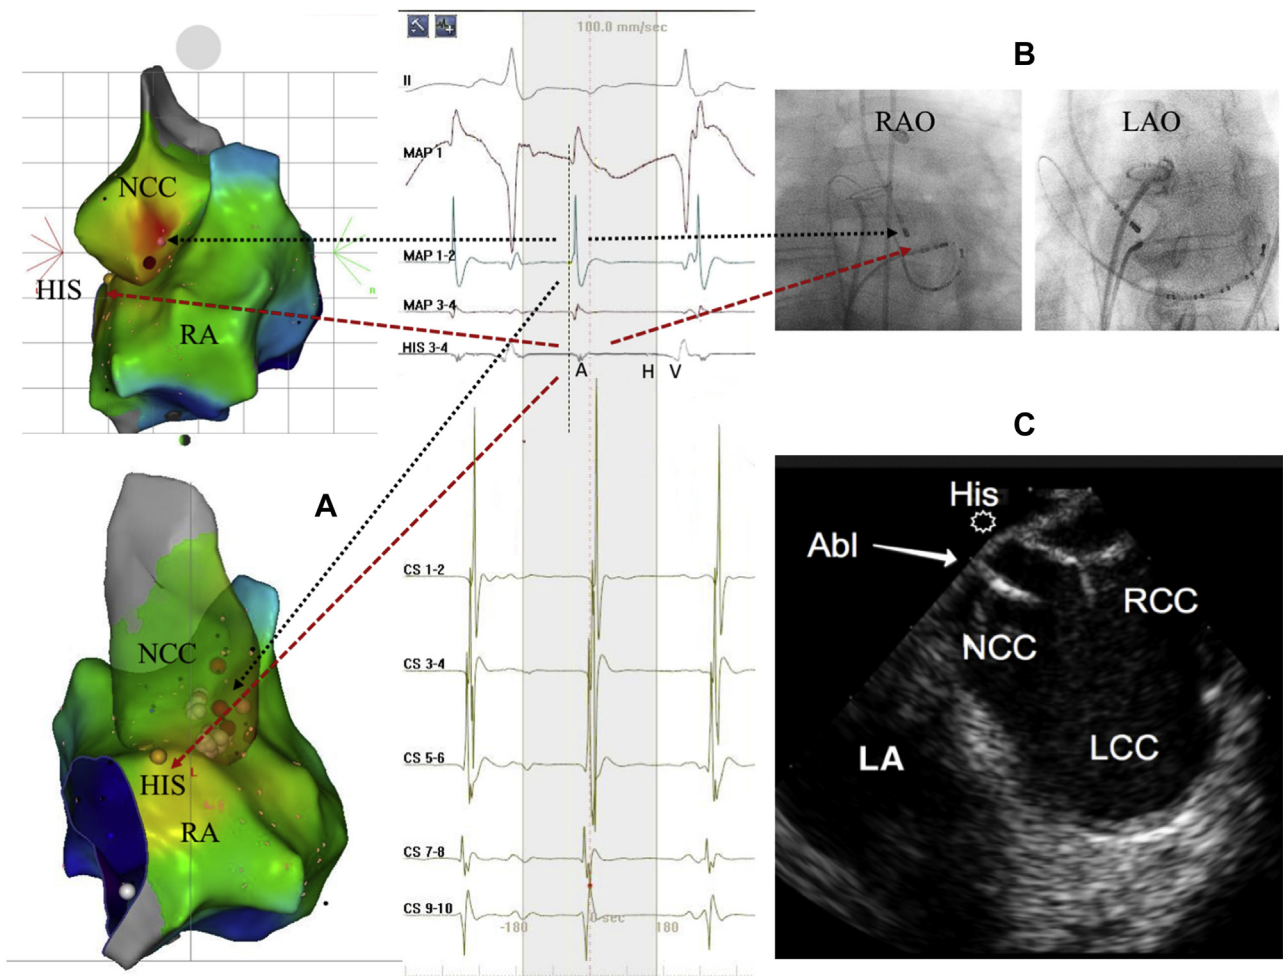 100.0 mm/sec
II
MAP 1
MAP 1-2
MAP 3-4
HIS 3-4
A
H
V
CS 1-2
CS 3-4
CS 5-6
CS 7-8
CS 9-10
-180
0 sec
180
NCC
HIS
RA
A
NCC
HIS
L
RA
B
RAO
LAO
C
His
Abl
RCC
NCC
LCC
LA